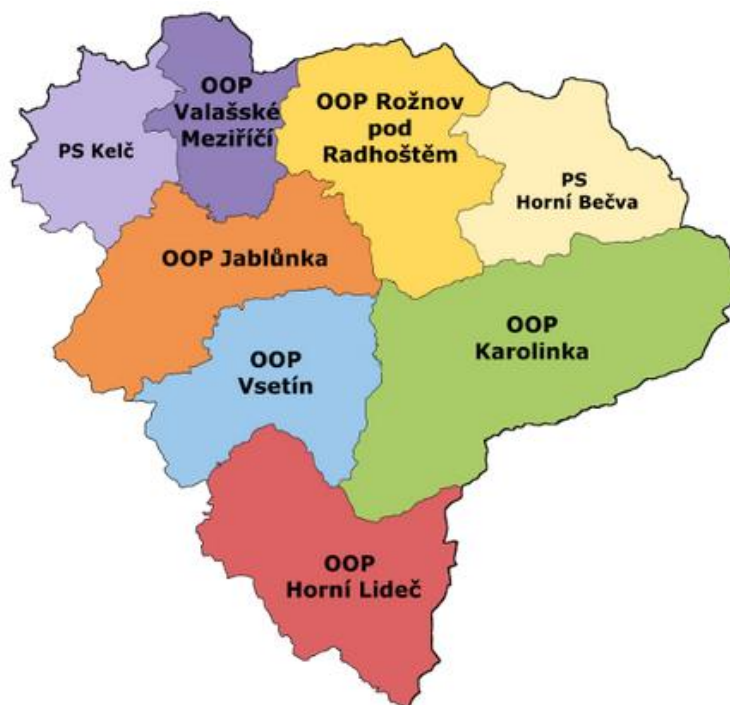 OOP
Valašské
Meziříčí
OOP Rožnov
pod
Radhoštěm
PS Kelč
PS
Horní Bečva
OOP Jablůnka
OOP
Karolinka
OOP
Vsetín
OOP
Horní Lideč